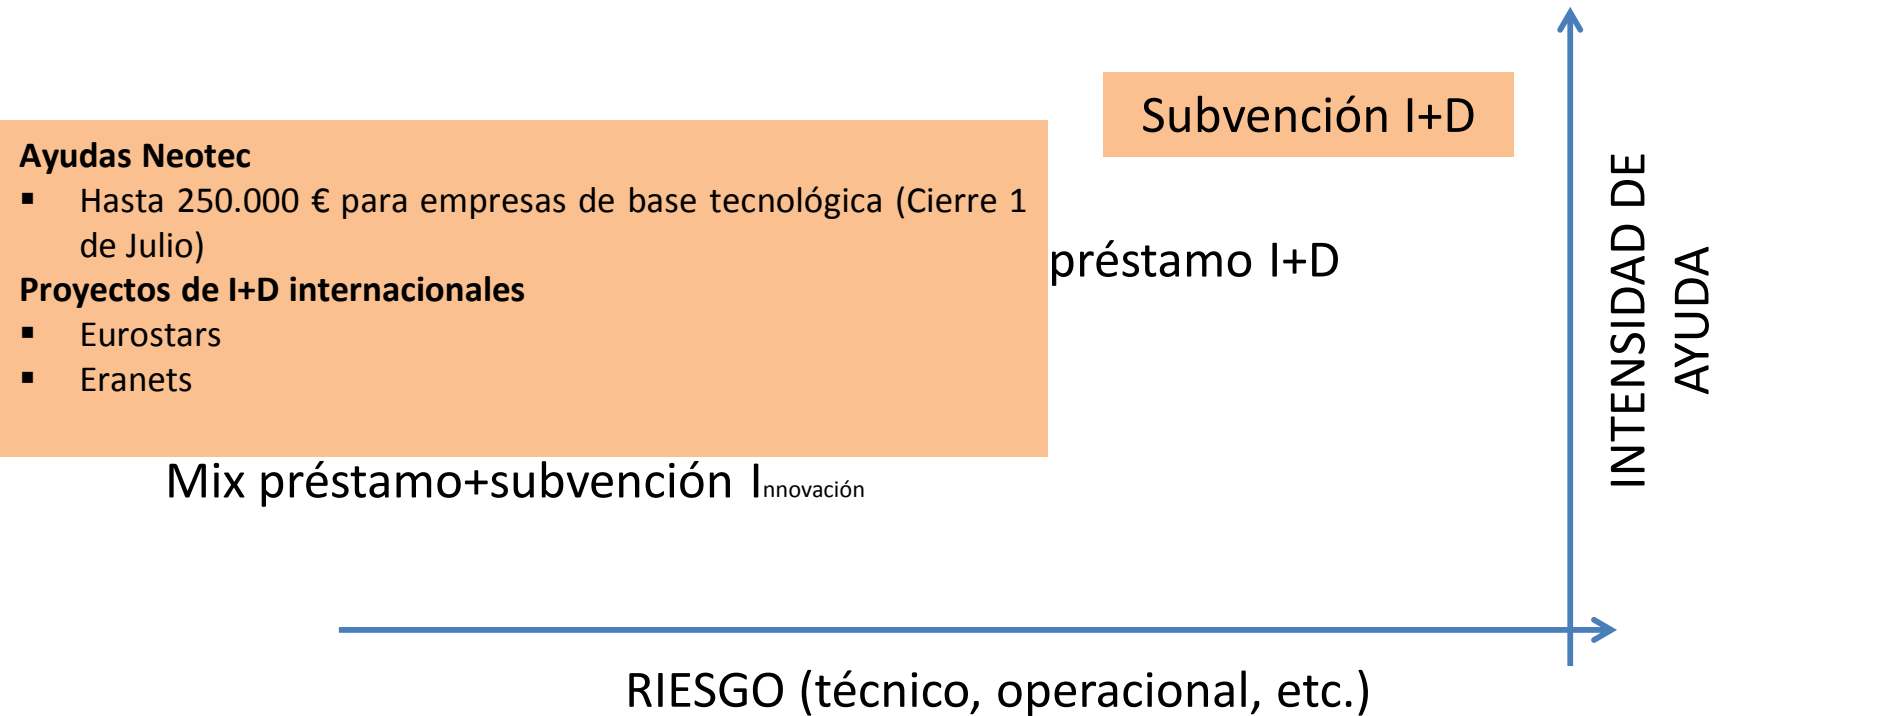 Subvención I+D
Ayudas Neotec
▪ Hasta 250.000 € para empresas de base tecnológica (Cierre 1
de Julio)
Proyectos de I+D internacionales
▪ Eurostars
▪ Eranets
préstamo I+D
Mix préstamo+subvención Innovación
INTENSIDAD DE
AYUDA
RIESGO (técnico, operacional, etc.)